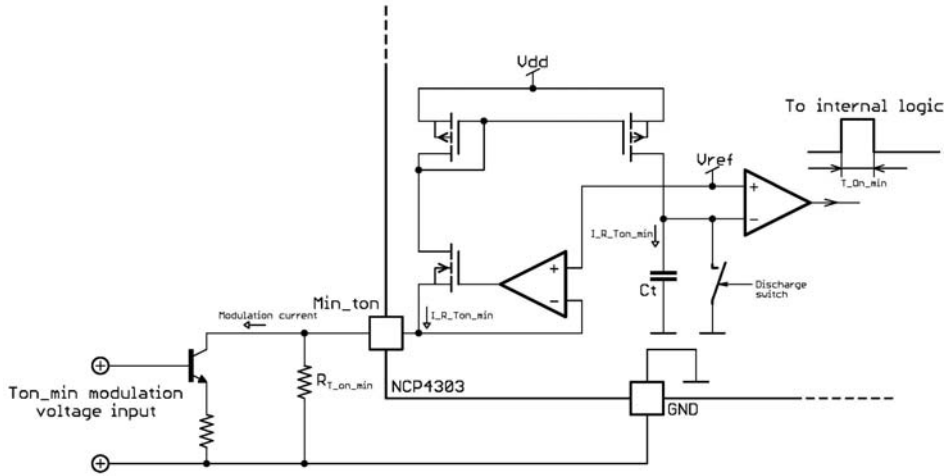 Vdd
To internal logic
T_On_min
Vref
I_R_Ton_min
Ct
Discharge
switch
Min_ton
Modulation current
I_R_Ton_min
R_T_on_min
NCP4303
GND
Ton_min modulation
voltage input
+
−
+
−